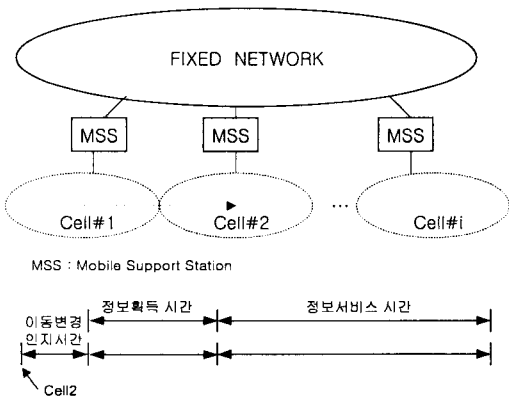 FIXED NETWORK
MSS
MSS
MSS
Cell#1
Cell#2
...
Cell#i
MSS : Mobile Support Station
이동변경
인지시간
정보획득 시간
정보서비스 시간
Cell2